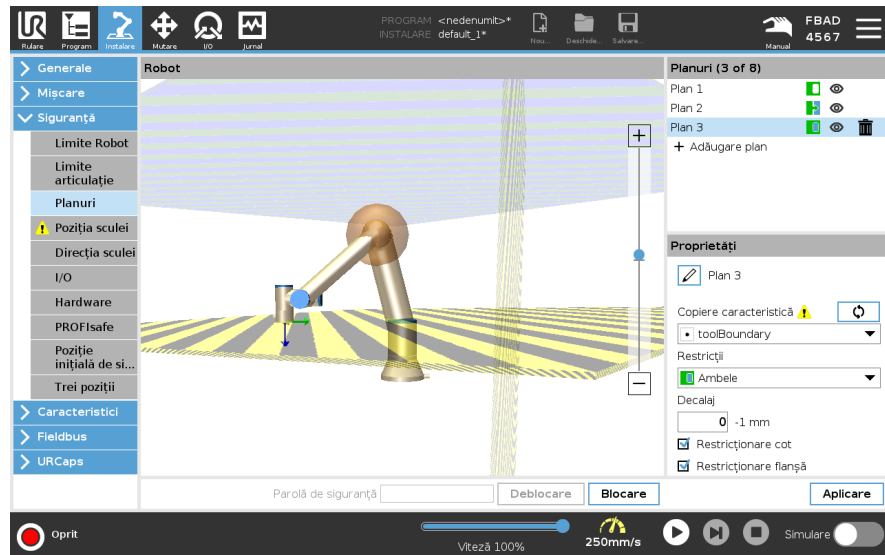 UR
PROGRAM <nedenumit>*
INSTALARE default_1*
Rulare
Program
Instalare
Mutare
I/O
Jurnal
Nou...
Deschide...
Salvare...
Manual
FBAD
4567
Generale
Mișcare
Siguranță
Limite Robot
Limite
articulație
Planuri
Poziția sculei
Direcția sculei
I/O
Hardware
PROFIsafe
Poziție
inițială de si...
Trei poziții
Caracteristici
Fieldbus
URCaps
Robot
Parolă de siguranță
Deblocare
Blocare
Planuri (3 of 8)
Plan 1
Plan 2
Plan 3
+ Adăugare plan
Proprietăți
Plan 3
Copiere caracteristică
toolBoundary
Restricții
Ambele
Decalaj
0 -1 mm
Restricționare cot
Restricționare flanșă
Aplicare
Oprit
Viteză 100%
250mm/s
Simulare